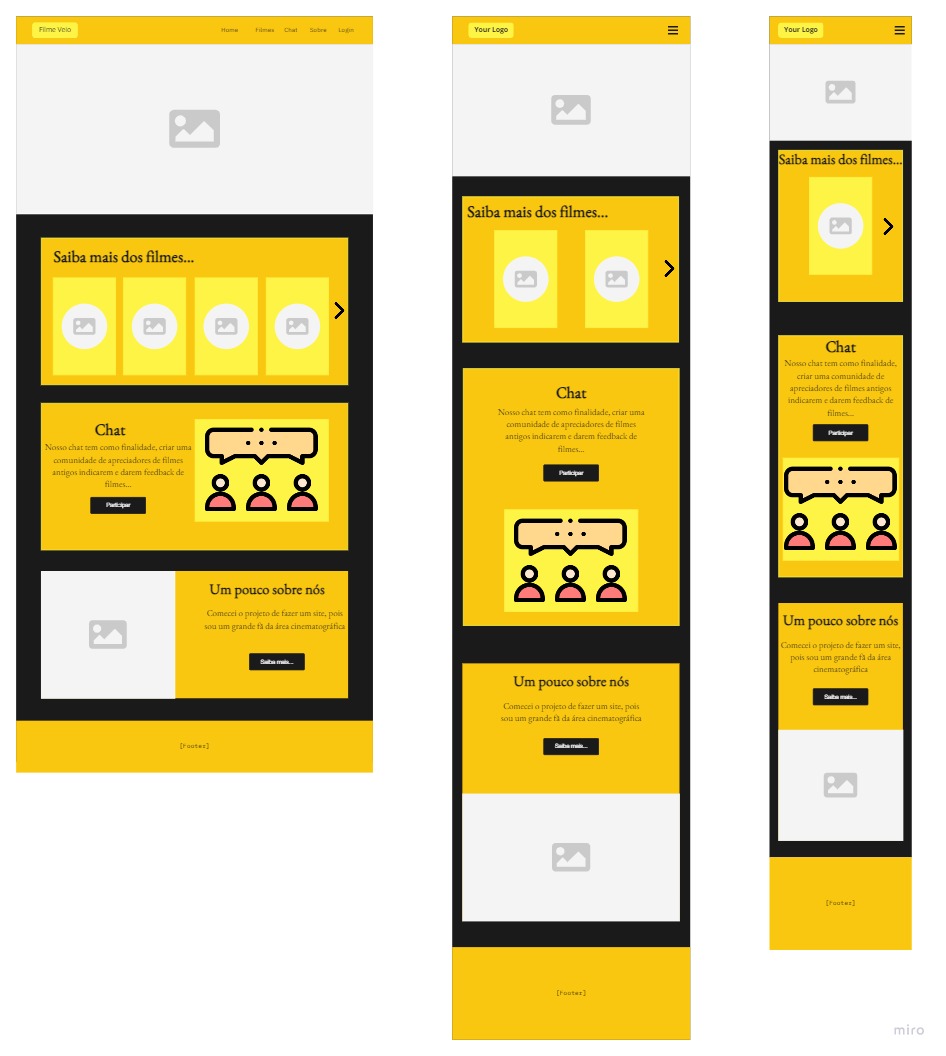 Filme Veio
Home Filmes Chat Sobre Login
Saiba mais dos filmes...
Chat
Nosso chat tem como finalidade, criar uma
comunidade de apreciadores de filmes
antigos indicarem e darem feedback de
filmes...
Participar
Um pouco sobre nós
Comecei o projeto de fazer um site, pois
sou um grande fã da área cinematográfica
Saiba mais...
[Footer]
Your Logo
Saiba mais dos filmes...
Chat
Nosso chat tem como finalidade, criar uma
comunidade de apreciadores de filmes
antigos indicarem e darem feedback de
filmes...
Participar
Um pouco sobre nós
Comecei o projeto de fazer um site, pois
sou um grande fã da área cinematográfica
Saiba mais...
[Footer]
Your Logo
Saiba mais dos filmes...
Chat
Nosso chat tem como finalidade,
criar uma comunidade de
apreciadores de filmes antigos
indicarem e darem feedback de
filmes...
Participar
Um pouco sobre nós
Comecei o projeto de fazer um site,
pois sou um grande fã da área
cinematográfica
Saiba mais...
[Footer]
miro